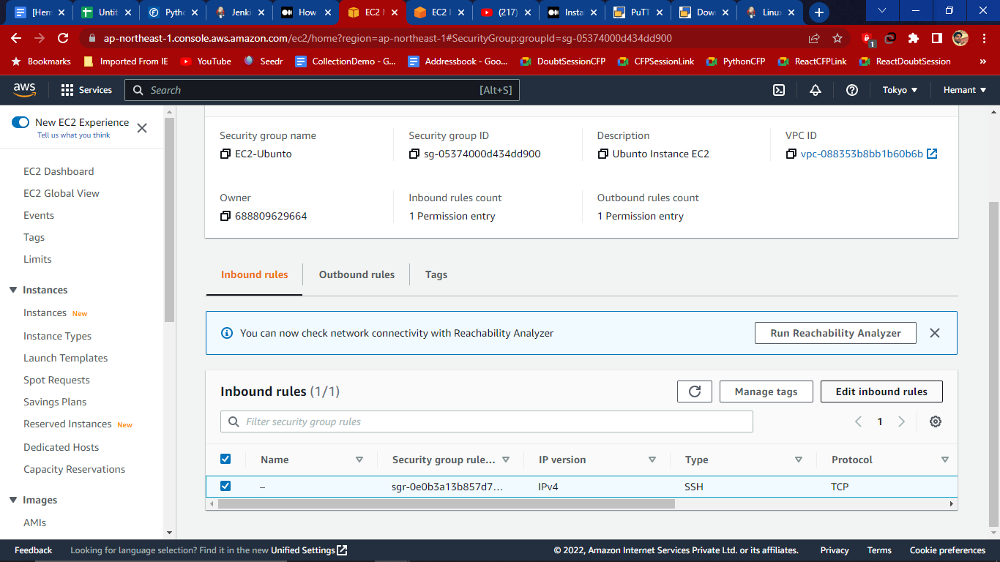 [Hem
Untit
Pytho
Jenki
How
EC2 M
EC2 I
(217)
Insta
PuTT
Dow
Linux
ap-northeast-1.console.aws.amazon.com/ec2/home?region=ap-northeast-1#SecurityGroup:groupId=sg-05374000d434dd900
1
Bookmarks
Imported From IE
YouTube
Seedr
CollectionDemo - G...
Addressbook - Goo...
DoubtSessionCFP
CFPSessionLink
PythonCFP
ReactCFPLink
ReactDoubtSession
»
aws
Services
Search
[Alt+S]
Tokyo
Hemant
New EC2 Experience
Tell us what you think
EC2 Dashboard
EC2 Global View
Events
Tags
Limits
Instances
Instances New
Instance Types
Launch Templates
Spot Requests
Savings Plans
Reserved Instances New
Dedicated Hosts
Capacity Reservations
Images
AMIs
Security group name
EC2-Ubunto
Security group ID
sg-05374000d434dd900
Description
Ubunto Instance EC2
VPC ID
vpc-088353b8bb1b60b6b
Owner
688809629664
Inbound rules count
1 Permission entry
Outbound rules count
1 Permission entry
Inbound rules
Outbound rules
Tags
You can now check network connectivity with Reachability Analyzer
Run Reachability Analyzer
Inbound rules (1/1)
Manage tags
Edit inbound rules
Filter security group rules
1
Name
Security group rule...
IP version
Type
Protocol
–
sgr-0e0b3a13b857d7...
IPv4
SSH
TCP
Feedback
Looking for language selection? Find it in the new Unified Settings
© 2022, Amazon Internet Services Private Ltd. or its affiliates.
Privacy
Terms
Cookie preferences